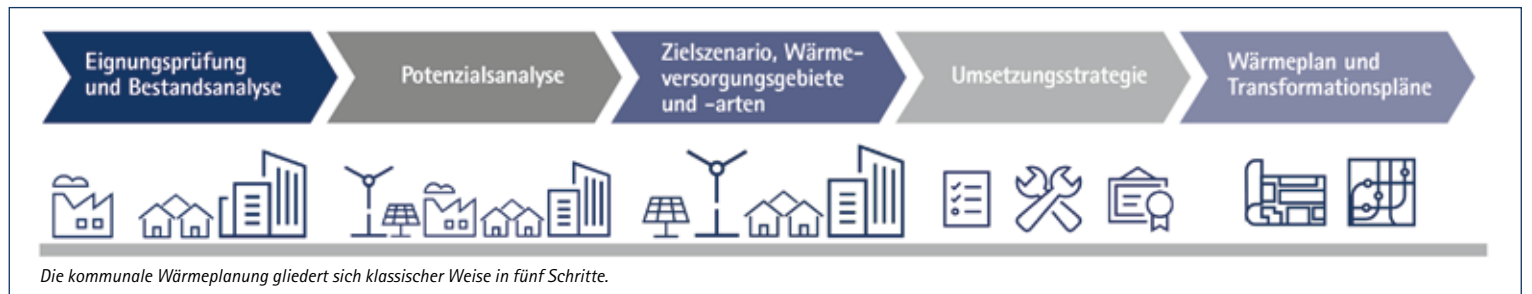 Eignungsprüfung
und Bestandsanalyse
Potenzialsanalyse
Zielszenario, Wärme-
versorgungsgebiete
und -arten
Umsetzungsstrategie
Wärmeplan und
Transformationspläne
Die kommunale Wärmeplanung gliedert sich klassischer Weise in fünf Schritte.